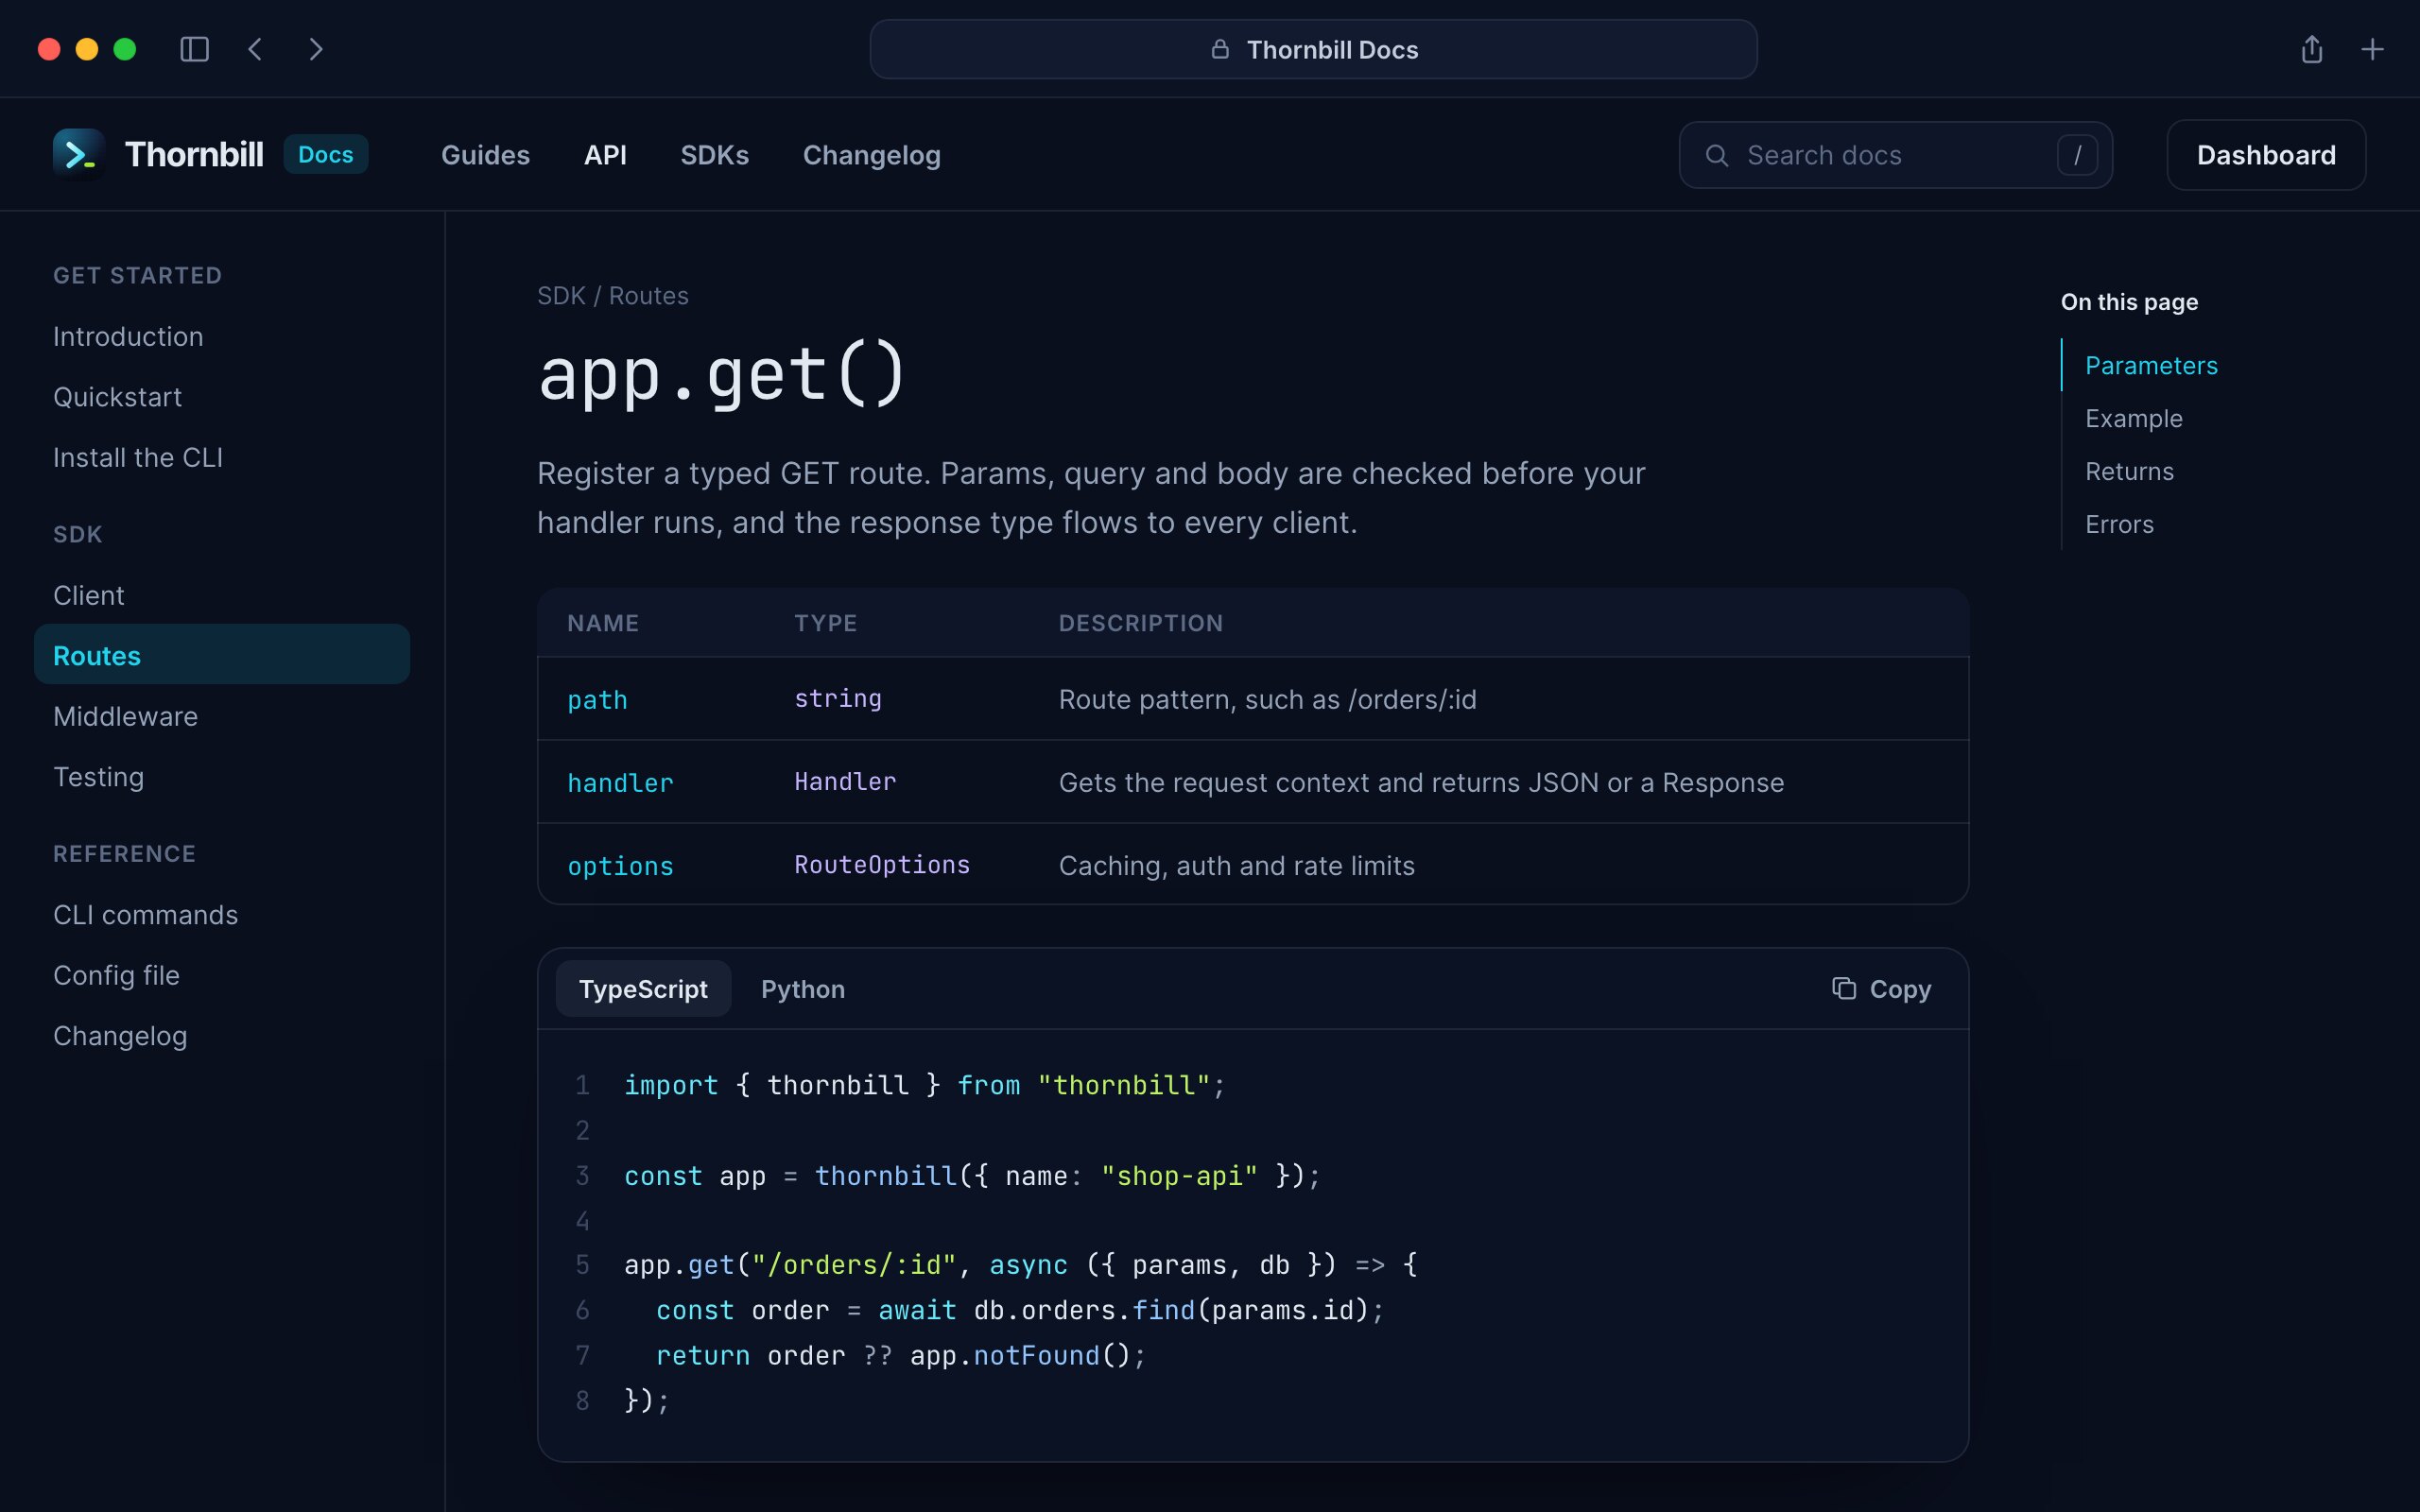 Thornbill Docs
Thornbill Docs Guides API SDKs Changelog Search docs / Dashboard
GET STARTED
Introduction
Quickstart
Install the CLI
SDK
Client
Routes
Middleware
Testing
REFERENCE
CLI commands
Config file
Changelog
SDK / Routes
app.get()
Register a typed GET route. Params, query and body are checked before your
handler runs, and the response type flows to every client.
NAME TYPE DESCRIPTION
path string Route pattern, such as /orders/:id
handler Handler Gets the request context and returns JSON or a Response
options RouteOptions Caching, auth and rate limits
TypeScript Python Copy
1 import { thornbill } from "thornbill";
2
3 const app = thornbill({ name: "shop-api" });
4
5 app.get("/orders/:id", async ({ params, db }) => {
6   const order = await db.orders.find(params.id);
7   return order ?? app.notFound();
8 });
On this page
Parameters
Example
Returns
Errors